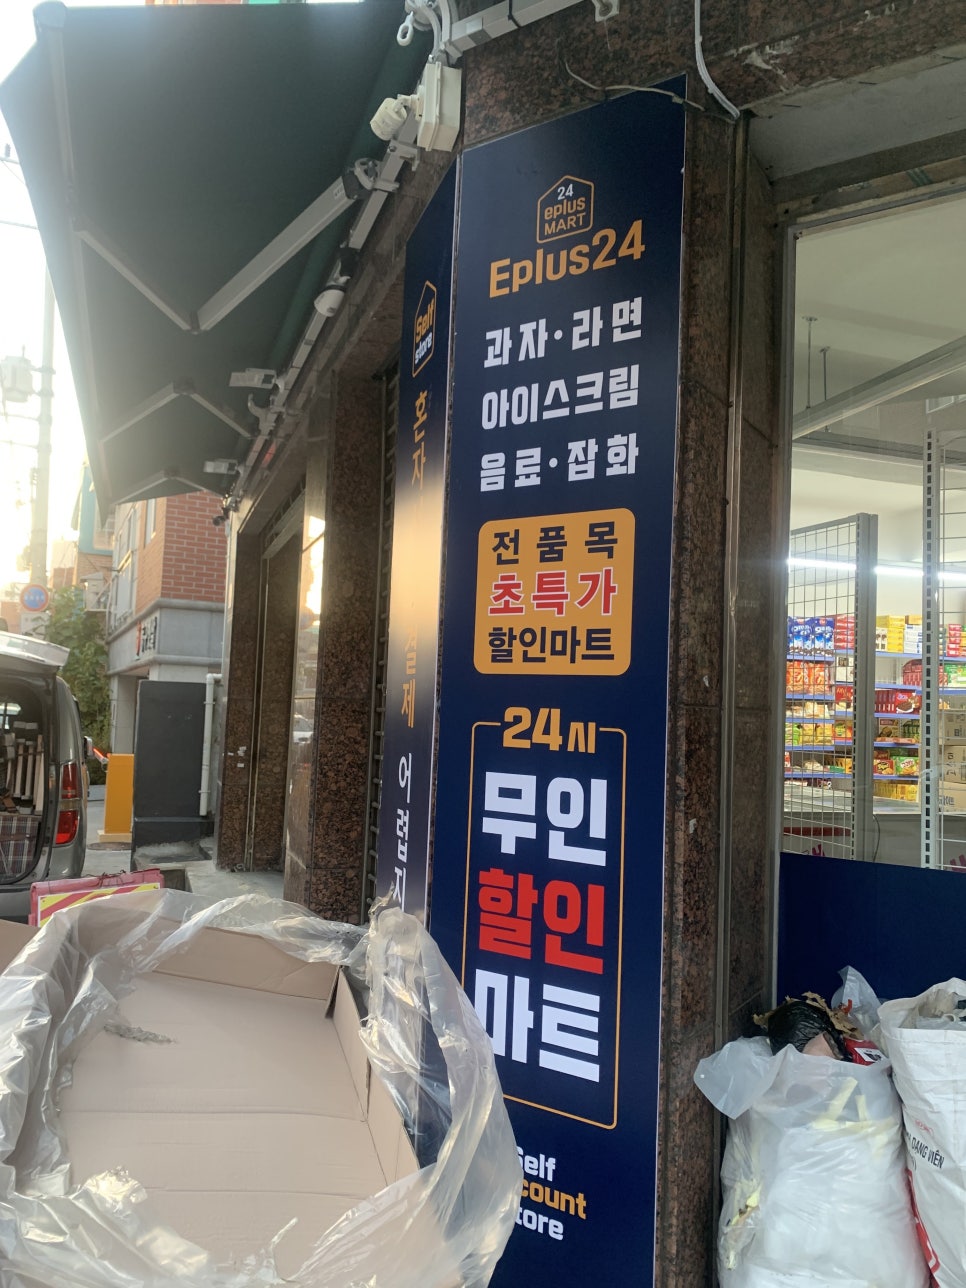 24
eplus
MART
Eplus24
과자·라면
아이스크림
음료·잡화
전품목
초특가
할인마트
24시
무인
할인
마트
Self
count
tore
Self
store
혼자
결제
어렵지
DANG VIÊN